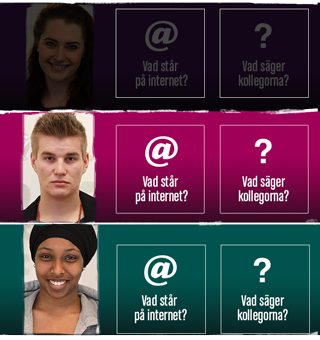 @ ?
Vad står Vad säger
på internet? kollegorna?
@ ?
Vad står Vad säger
på internet? kollegorna?
@ ?
Vad står Vad säger
på internet? kollegorna?